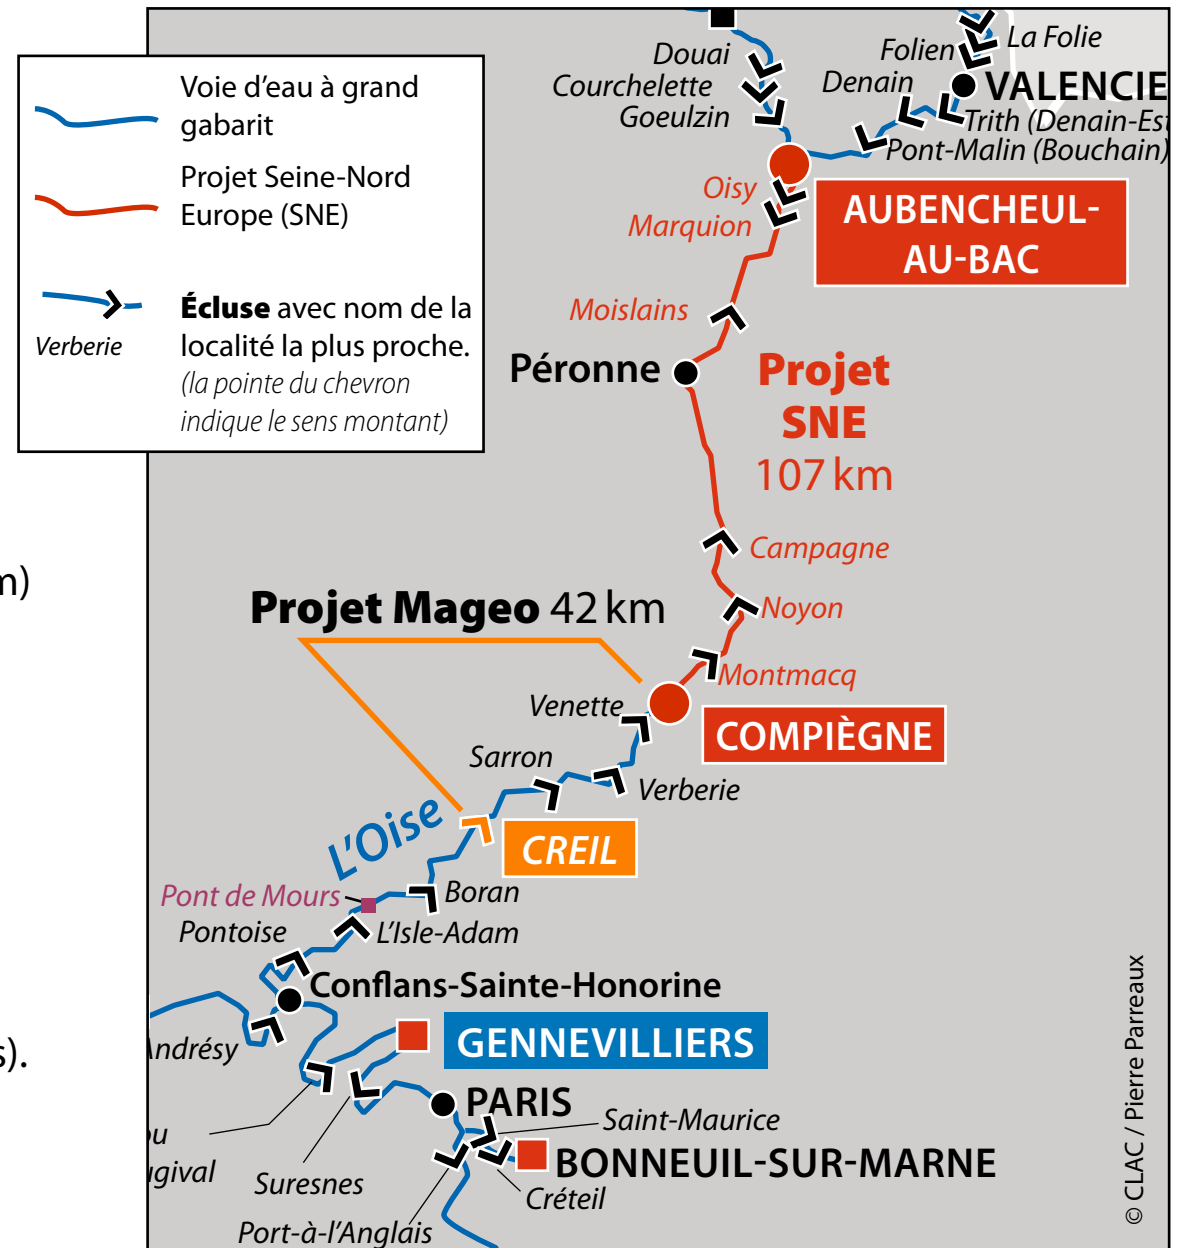 Voie d'eau à grand
gabarit
Projet Seine-Nord
Europe (SNE)
Écluse avec nom de la
localité la plus proche.
(la pointe du chevron
indique le sens montant)
Verberie
Douai
Courchelette
Goeulzin
La Folie
Folien
Denain
VALENCIE
Trith (Denain-Est
Pont-Malin (Bouchain)
Oisy
Marquion
AUBENCHEUL-
AU-BAC
Moislains
Péronne
Projet
SNE
107 km
Campagne
Noyon
Montmacq
Projet Mageo 42 km
Venette
COMPIÈGNE
Sarron
Verberie
L'Oise
CREIL
Pont de Mours
Boran
Pontoise
L'Isle-Adam
Conflans-Sainte-Honorine
Andrésy
GENNEVILLIERS
PARIS
Saint-Maurice
BONNEUIL-SUR-MARNE
Suresnes
Créteil
Port-à-l'Anglais
ou
gival
m)
s).
© CLAC / Pierre Parreaux